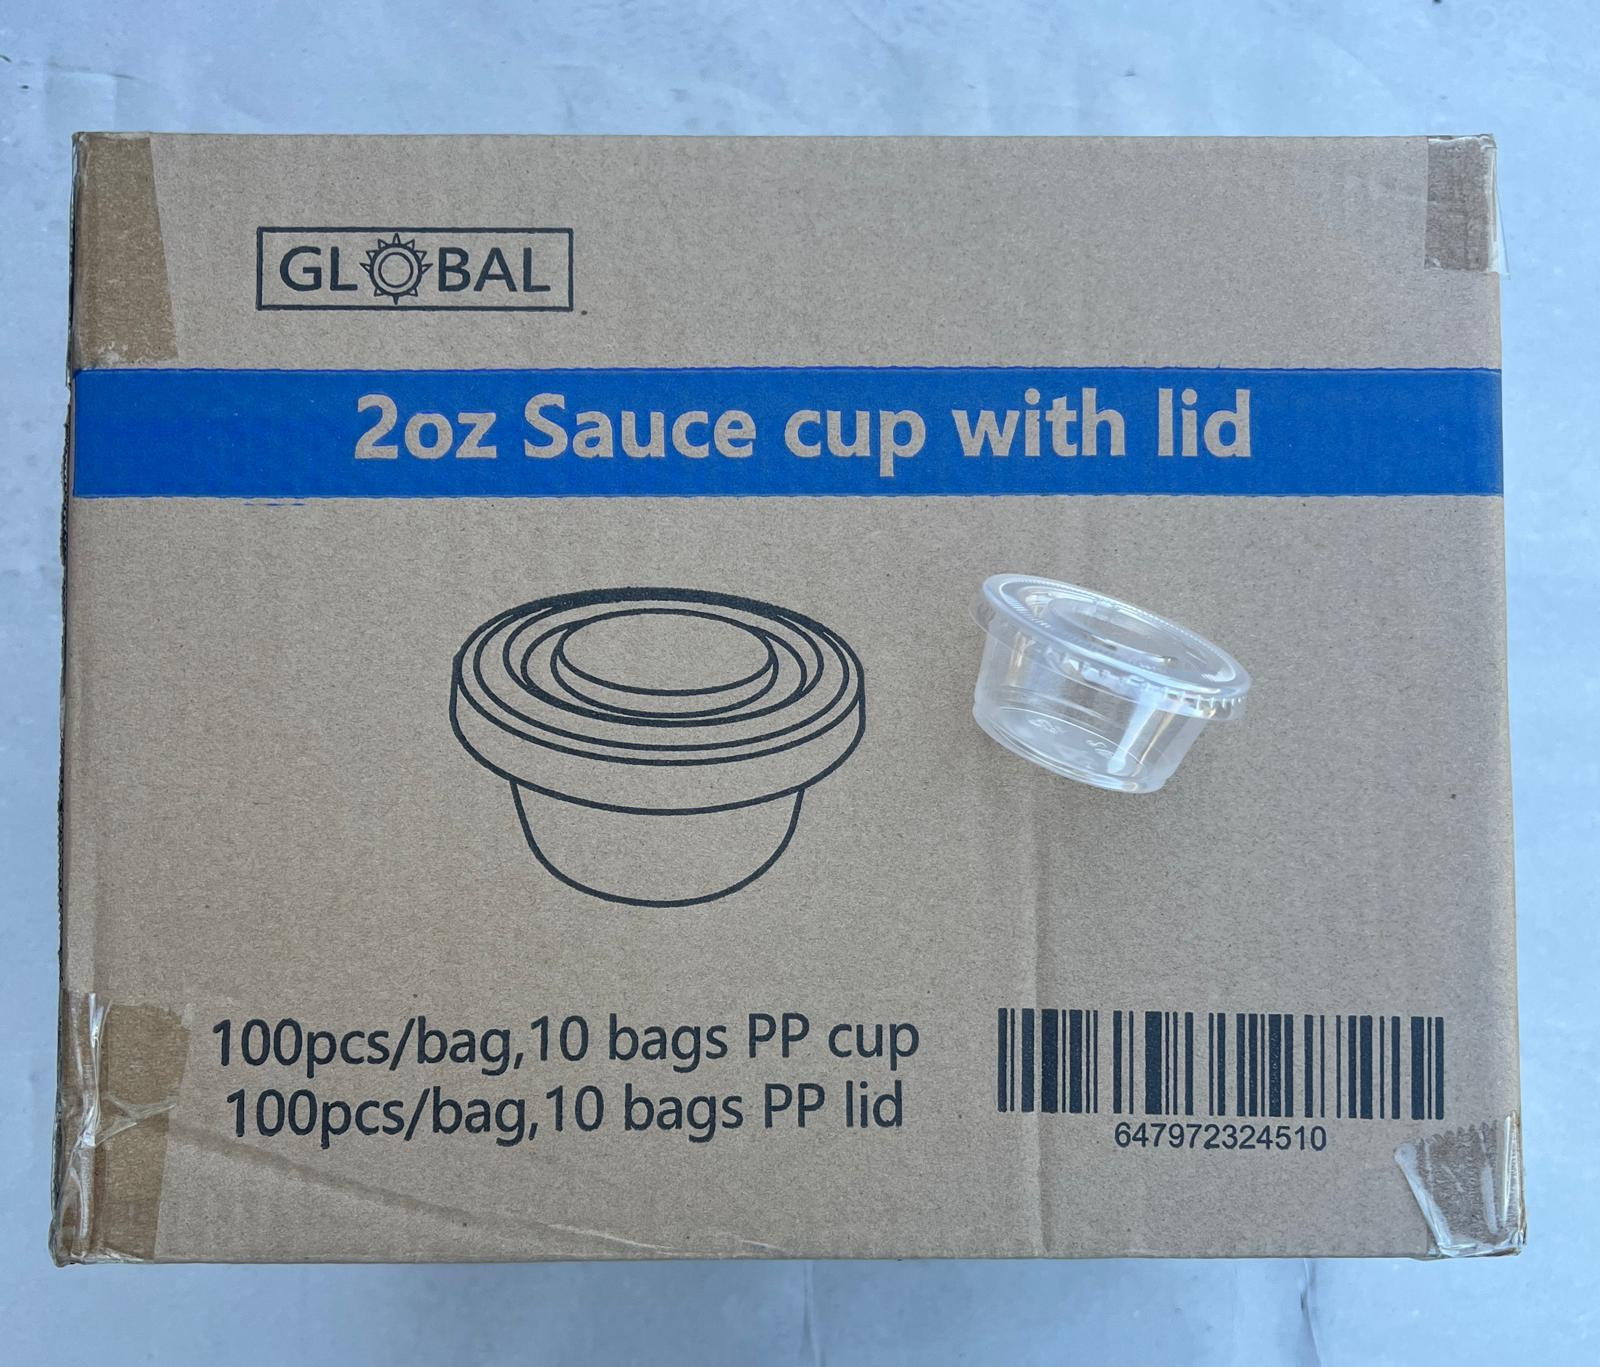 GLOBAL
2oz Sauce cup with lid
100pcs/bag,10 bags PP cup
100pcs/bag,10 bags PP lid
647972324510